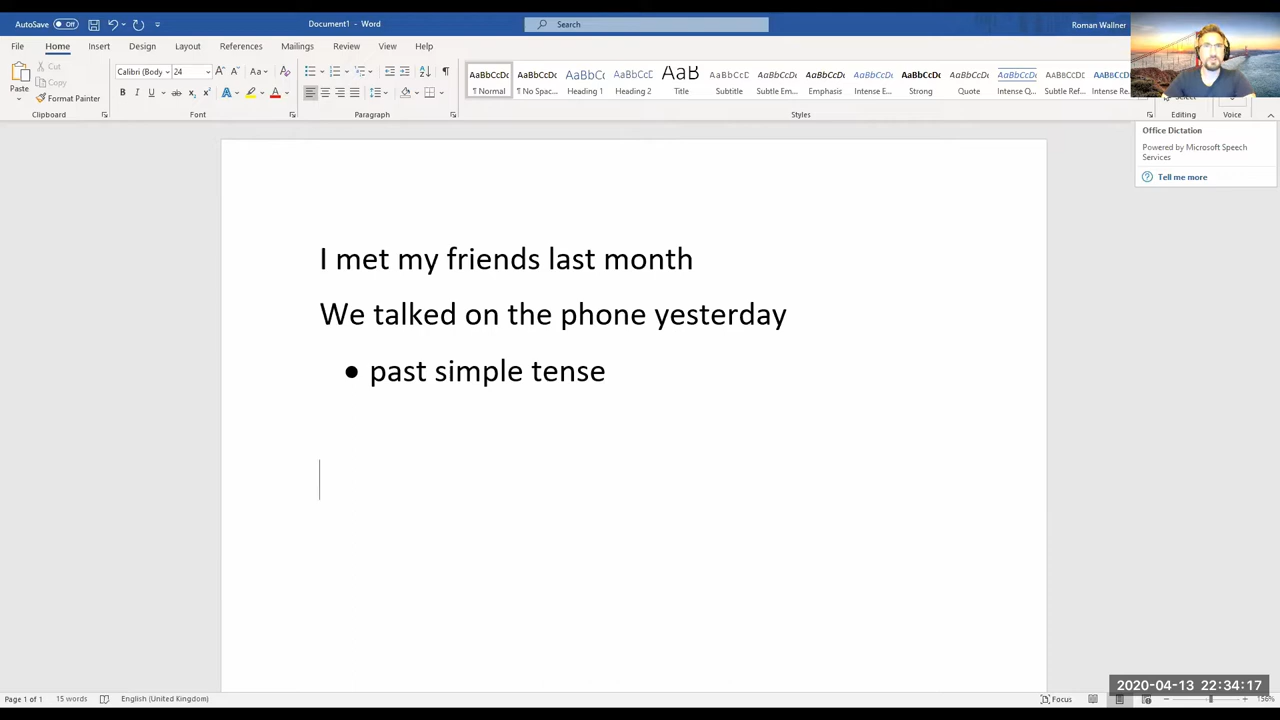 AutoSave Off Document1 - Word Search Roman Wallner
File Home Insert Design Layout References Mailings Review View Help
Paste Cut Copy Format Painter
Calibri (Body 24
AaBbCcDc AaBbCcDc AaBbCc AaBbCcD AaB AaBbCcD AaBbCcDc AaBbCcDc AaBbCcDc AaBbCcDc AaBbCcDc AaBbCcDc AaBbCcDc
¶ Normal ¶ No Spac... Heading 1 Heading 2 Title Subtitle Subtle Em... Emphasis Intense E... Strong Quote Intense Q... Subtle Ref... Intense Re...
Clipboard Font Paragraph Styles Editing Voice
Office Dictation
Powered by Microsoft Speech
Services
Tell me more
I met my friends last month
We talked on the phone yesterday
• past simple tense
2020-04-13 22:34:17
Page 1 of 1 15 words English (United Kingdom) Focus 156%